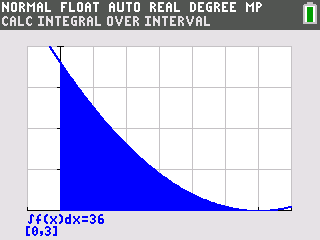 NORMAL FLOAT AUTO REAL DEGREE MP
CALC INTEGRAL OVER INTERVAL
∫f(x)dx=36
[0,3]